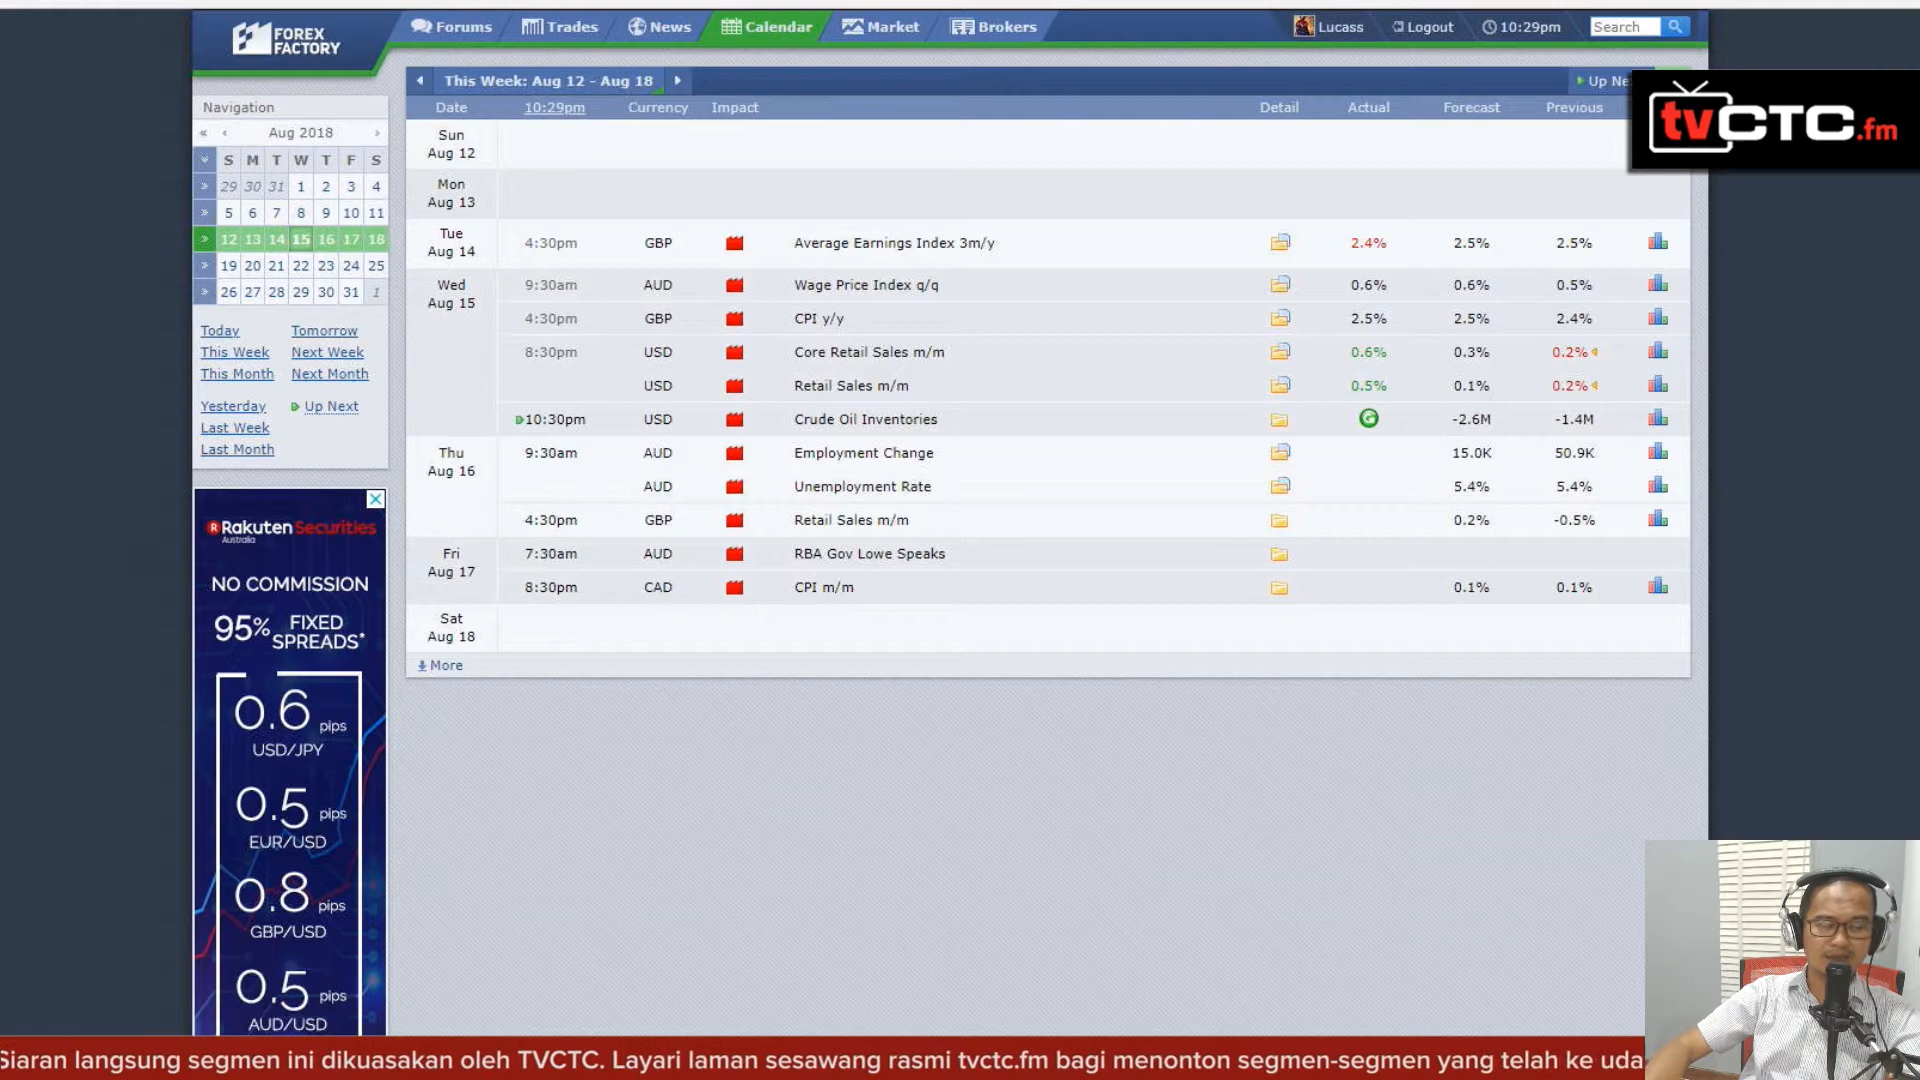 FOREX FACTORY
Forums Trades News Calendar Market Brokers Lucass Logout 10:29pm Search
This Week: Aug 12 - Aug 18 Up Ne
tvCTC.fm
Date 10:29pm Currency Impact Detail Actual Forecast Previous
Sun Aug 12
Mon Aug 13
Tue Aug 14 4:30pm GBP Average Earnings Index 3m/y 2.4% 2.5% 2.5%
Wed Aug 15 9:30am AUD Wage Price Index q/q 0.6% 0.6% 0.5%
4:30pm GBP CPI y/y 2.5% 2.5% 2.4%
8:30pm USD Core Retail Sales m/m 0.6% 0.3% 0.2%
USD Retail Sales m/m 0.5% 0.1% 0.2%
10:30pm USD Crude Oil Inventories -2.6M -1.4M
Thu Aug 16 9:30am AUD Employment Change 15.0K 50.9K
AUD Unemployment Rate 5.4% 5.4%
4:30pm GBP Retail Sales m/m 0.2% -0.5%
Fri Aug 17 7:30am AUD RBA Gov Lowe Speaks
8:30pm CAD CPI m/m 0.1% 0.1%
Sat Aug 18
More
Navigation
« ‹ Aug 2018 ›
S M T W T F S
» 29 30 31 1 2 3 4
» 5 6 7 8 9 10 11
» 12 13 14 15 16 17 18
» 19 20 21 22 23 24 25
» 26 27 28 29 30 31 1
Today Tomorrow
This Week Next Week
This Month Next Month
Yesterday Up Next
Last Week
Last Month
R Rakuten Securities
Australia
NO COMMISSION
95% FIXED SPREADS*
0.6 pips
USD/JPY
0.5 pips
EUR/USD
0.8 pips
GBP/USD
0.5 pips
AUD/USD
Siaran langsung segmen ini dikuasakan oleh TVCTC. Layari laman sesawang rasmi tvctc.fm bagi menonton segmen-segmen yang telah ke uda